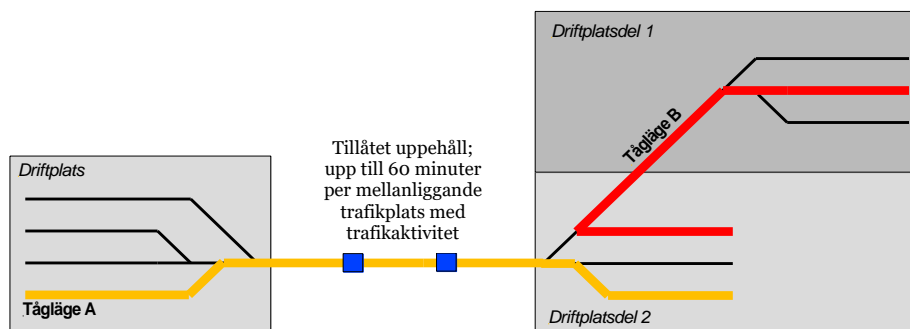 Driftplatsdel 1
Tågläge B
Tillåtet uppehåll;
upp till 60 minuter
per mellanliggande
trafikplats med
trafikaktivitet
Driftplats
Tågläge A
Driftplatsdel 2